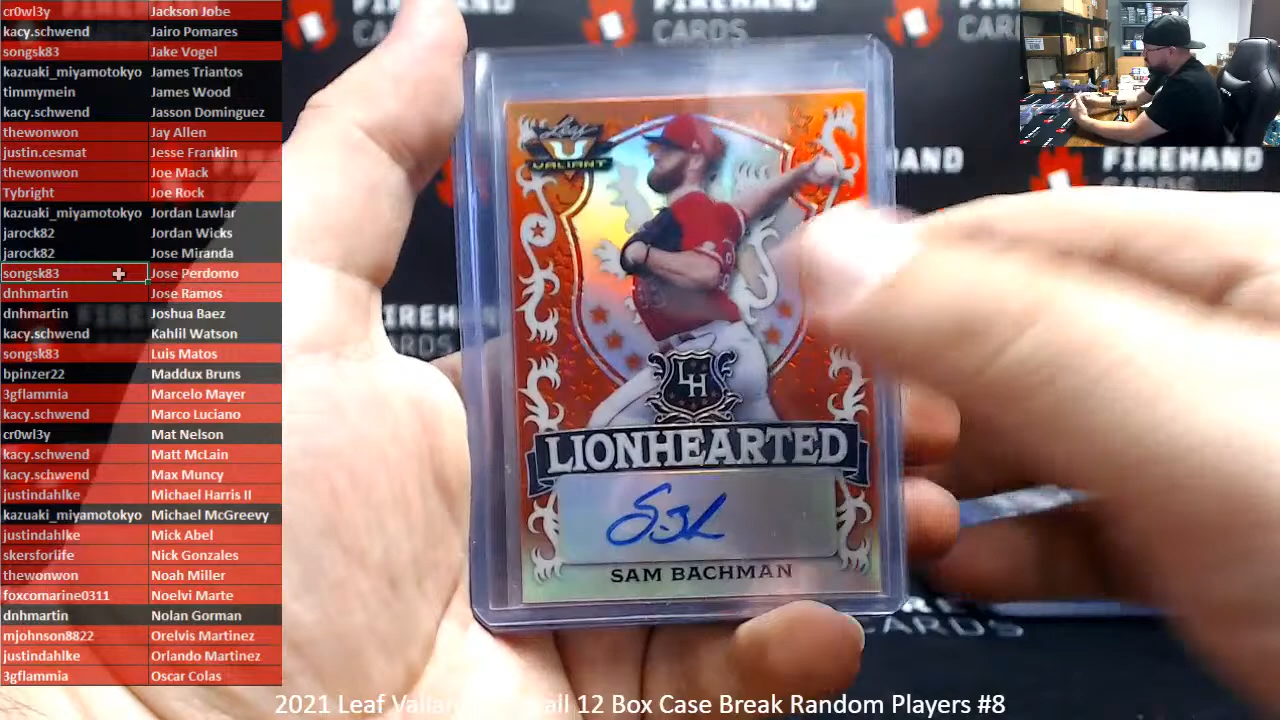 cr0wl3y Jackson Jobe
kacy.schwend Jairo Pomares
songsk83 Jake Vogel
kazuaki_miyamotokyo James Triantos
timmymein James Wood
kacy.schwend Jasson Dominguez
thewonwon Jay Allen
justin.cesmat Jesse Franklin
thewonwon Joe Mack
Tybright Joe Rock
kazuaki_miyamotokyo Jordan Lawlar
jarock82 Jordan Wicks
jarock82 Jose Miranda
songsk83 Jose Perdomo
dnhmartin Jose Ramos
dnhmartin Joshua Baez
kacy.schwend Kahlil Watson
songsk83 Luis Matos
bpinzer22 Maddux Bruns
3gflammia Marcelo Mayer
kacy.schwend Marco Luciano
cr0wl3y Mat Nelson
kacy.schwend Matt McLain
kacy.schwend Max Muncy
justindahlke Michael Harris II
kazuaki_miyamotokyo Michael McGreevy
justindahlke Mick Abel
skersforlife Nick Gonzales
thewonwon Noah Miller
foxcomarine0311 Noelvi Marte
dnhmartin Nolan Gorman
mjohnson8822 Orelvis Martinez
justindahlke Orlando Martinez
3gflammia Oscar Colas
CARDS
FIREHAND
CARDS
Leaf
VALIANT
LH
LIONHEARTED
SAM BACHMAN
CARDS
2021 Leaf 12 Box Case Break Random Players #8